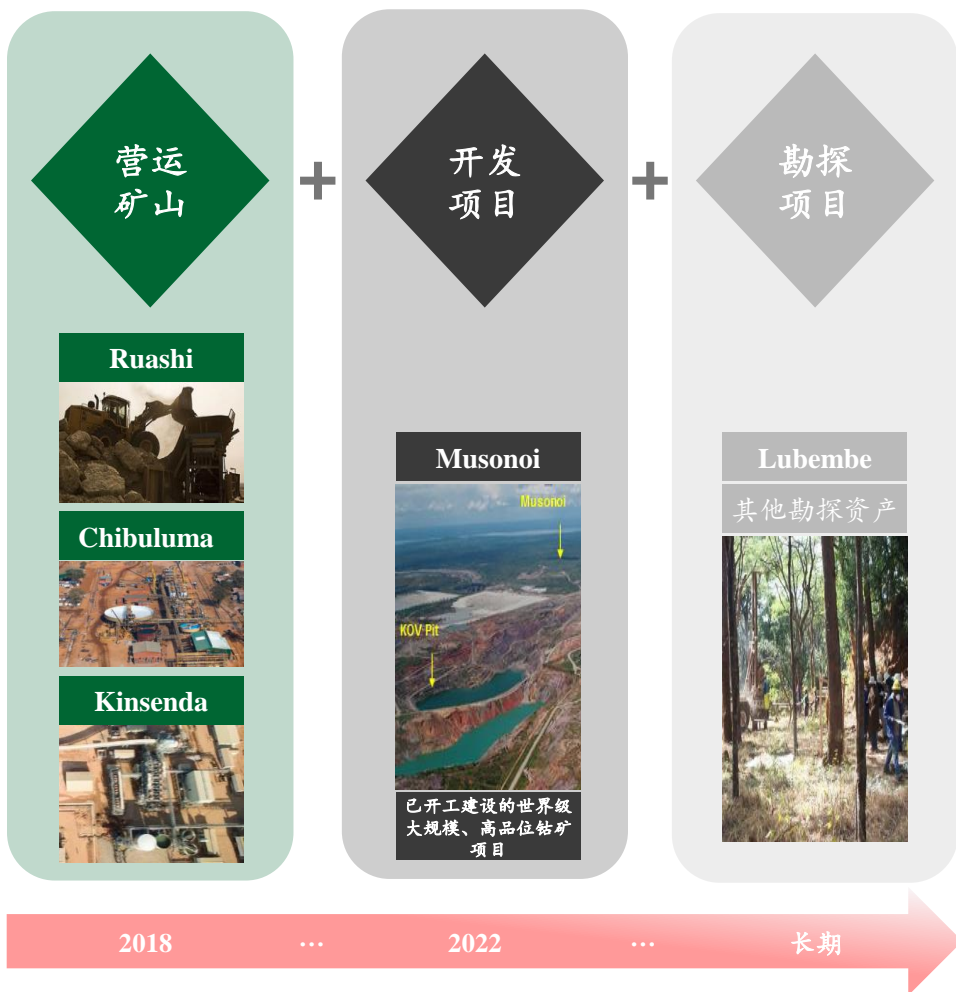 营运
矿山
+
开发
项目
+
勘探
项目
Ruashi
Chibuluma
Kinsenda
Musonoi
Musonoi
KOV Pit
已开工建设的世界级
大规模、高品位钴矿
项目
Lubembe
其他勘探资产
2018
...
2022
...
长期